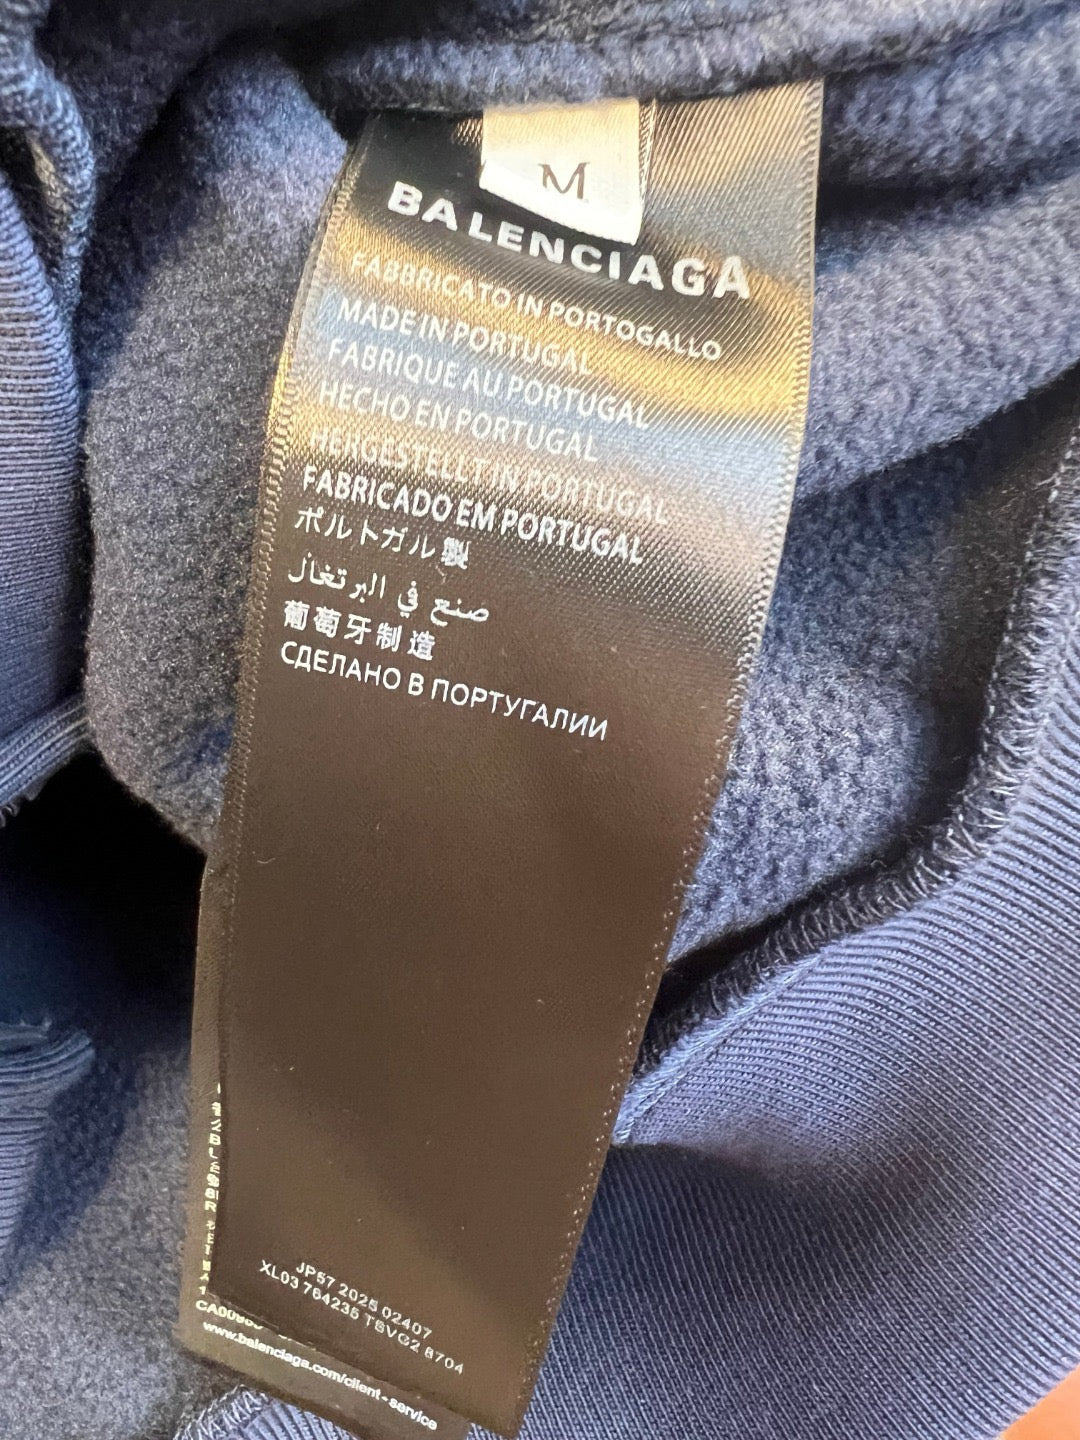 M
BALENCIAGA
FABBRICATO IN PORTOGALLO
MADE IN PORTUGAL
FABRIQUE AU PORTUGAL
HECHO EN PORTUGAL
HERGESTELLT IN PORTUGAL
FABRICADO EM PORTUGAL
ポルトガル製
صنع في البرتغال
葡萄牙制造
СДЕЛАНО В ПОРТУГАЛИИ
JP57 2025 02407
XL03 764235 TSVG2 8704
www.balenciaga.com/client-service